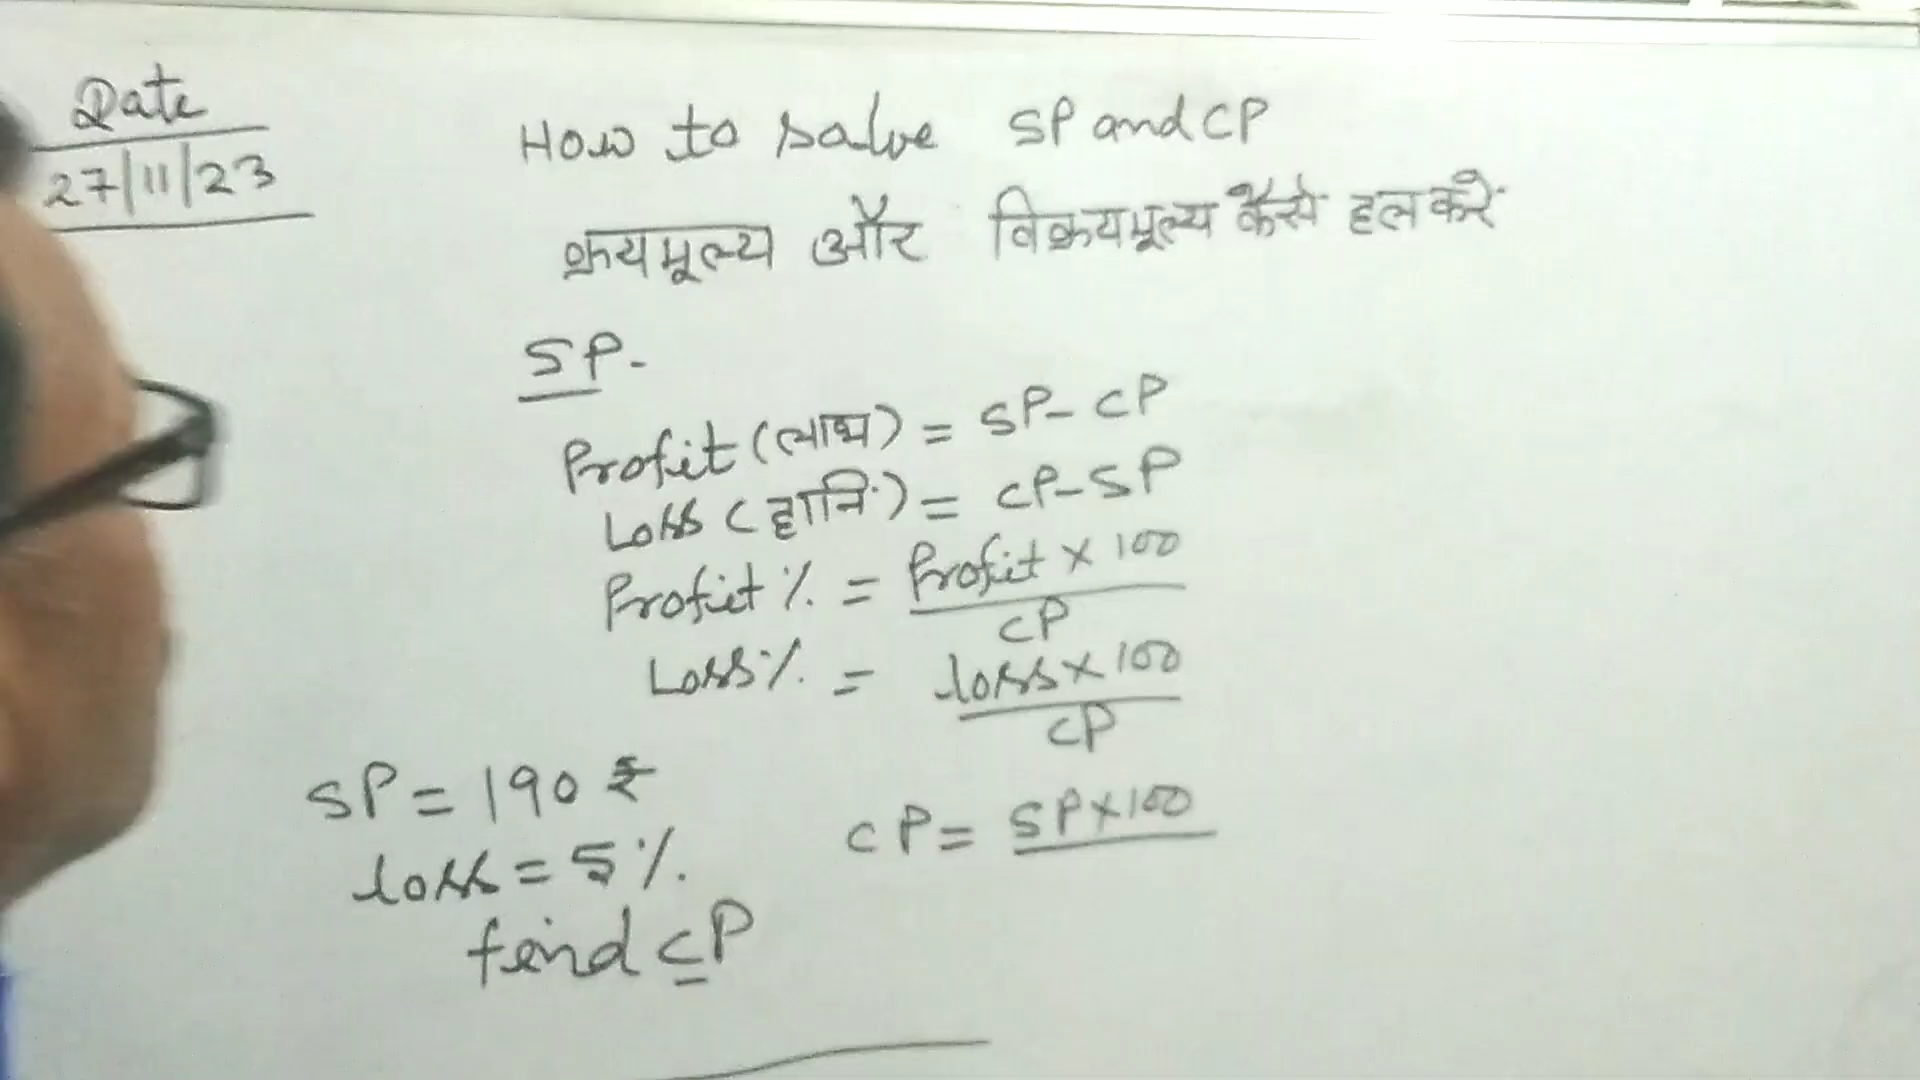 Date
27/11/23
How to solve SP and CP
क्रयमूल्य और विक्रयमूल्य कैसे हल करें
SP-
Profit (लाभ) = SP - CP
Loss (हानि) = CP - SP
Profit % = Profit × 100
CP
Loss % = loss × 100
CP
SP = 190 ₹
loss = 5 %.
find CP
CP = SP × 100